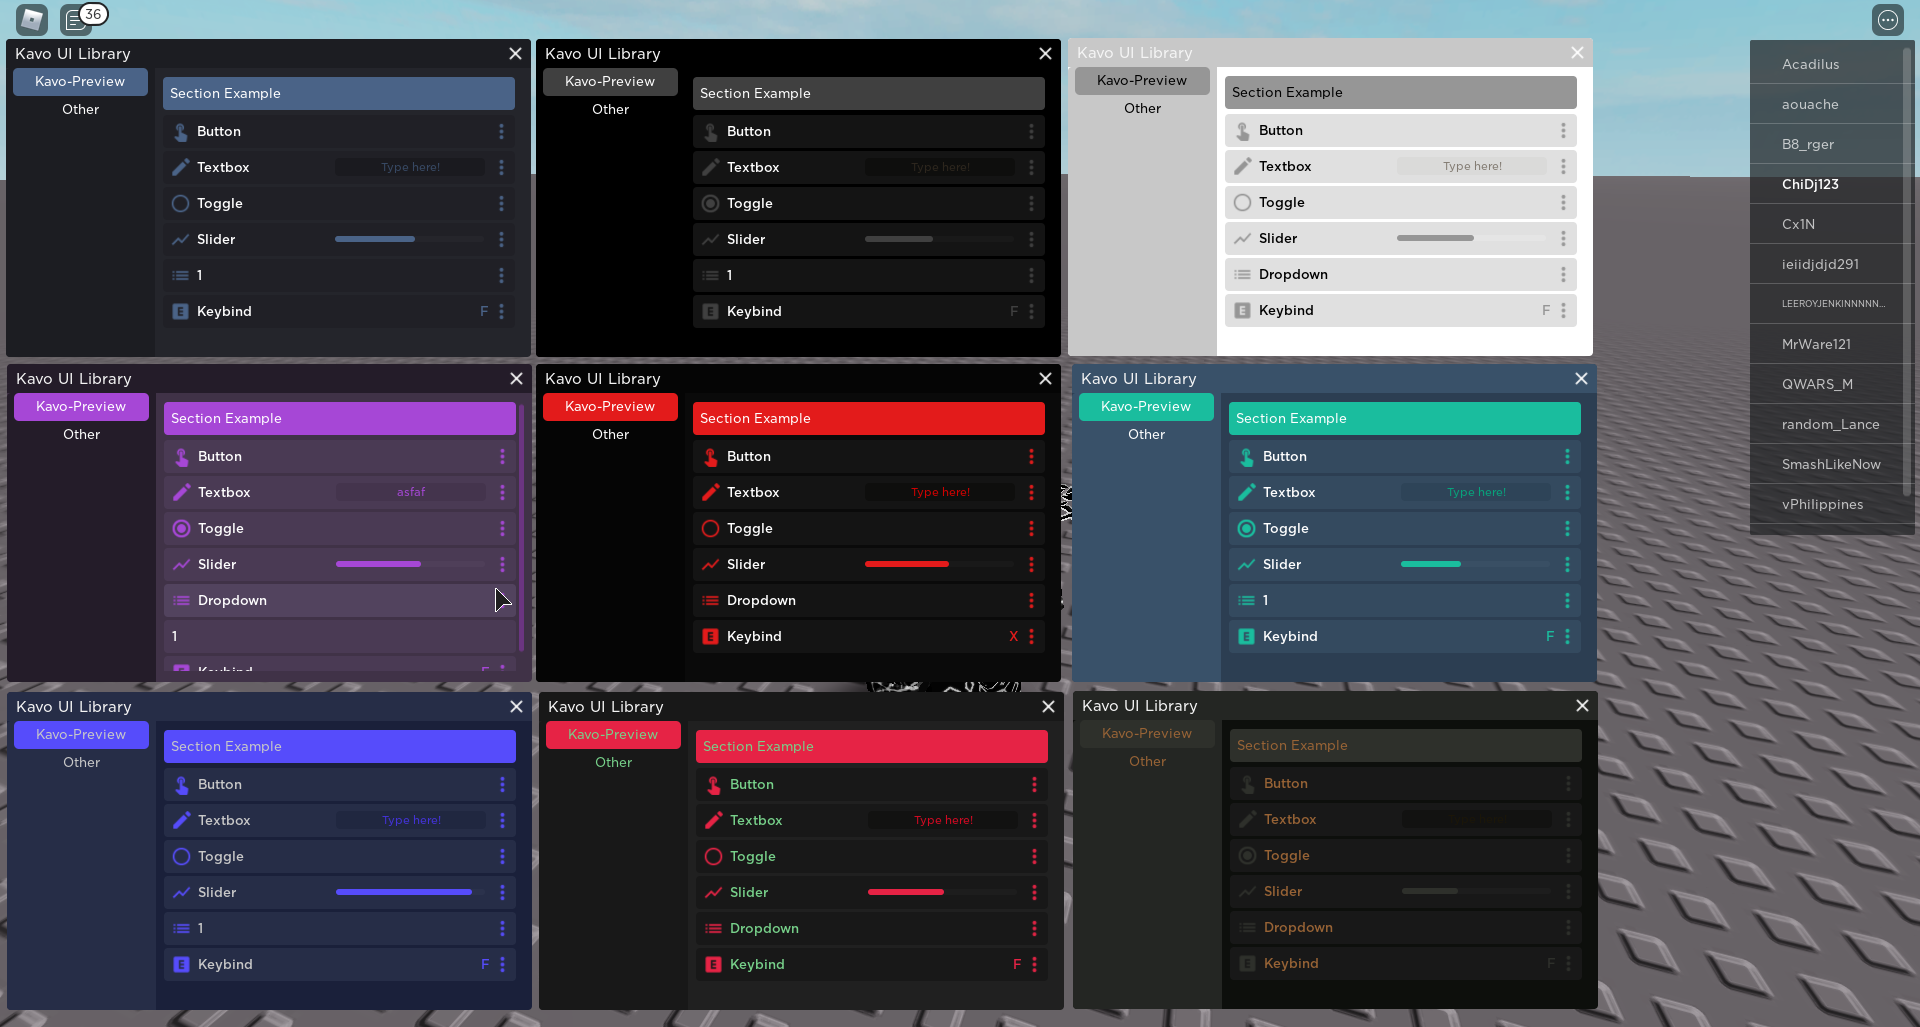 36
Kavo UI Library
Kavo-Preview
Other
Section Example
Button
Textbox Type here!
Toggle
Slider
1
Keybind F
Kavo UI Library
Kavo-Preview
Other
Section Example
Button
Textbox Type here!
Toggle
Slider
1
Keybind F
Kavo UI Library
Kavo-Preview
Other
Section Example
Button
Textbox Type here!
Toggle
Slider
Dropdown
Keybind F
Kavo UI Library
Kavo-Preview
Other
Section Example
Button
Textbox asfaf
Toggle
Slider
Dropdown
1
Keybind F
Kavo UI Library
Kavo-Preview
Other
Section Example
Button
Textbox Type here!
Toggle
Slider
Dropdown
E Keybind X
Kavo UI Library
Kavo-Preview
Other
Section Example
Button
Textbox Type here!
Toggle
Slider
1
E Keybind F
Kavo UI Library
Kavo-Preview
Other
Section Example
Button
Textbox Type here!
Toggle
Slider
1
E Keybind F
Kavo UI Library
Kavo-Preview
Other
Section Example
Button
Textbox Type here!
Toggle
Slider
Dropdown
E Keybind F
Kavo UI Library
Kavo-Preview
Other
Section Example
Button
Textbox
Toggle
Slider
Dropdown
E Keybind F
Acadilus
aouache
B8_rger
ChiDj123
Cx1N
ieiidjdjd291
LEEROYJENKINNNNN...
MrWare121
QWARS_M
random_Lance
SmashLikeNow
vPhilippines